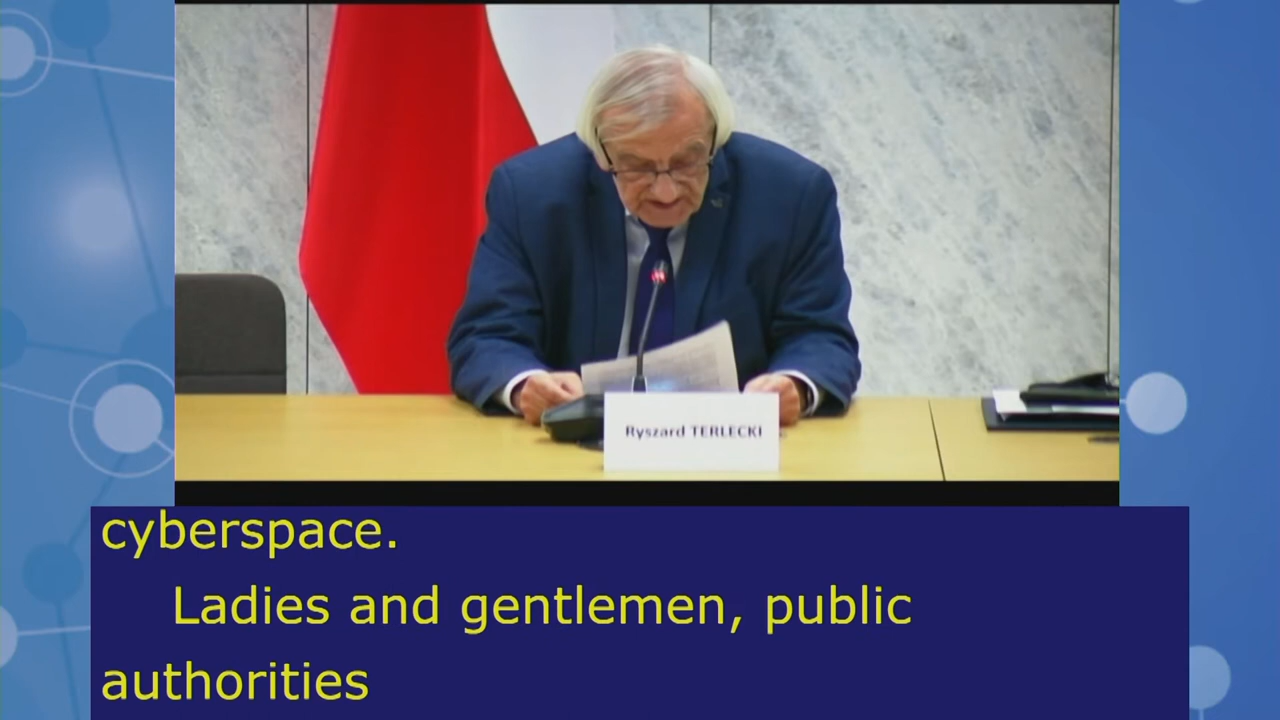 Ryszard TERLECKI
cyberspace.
Ladies and gentlemen, public
authorities